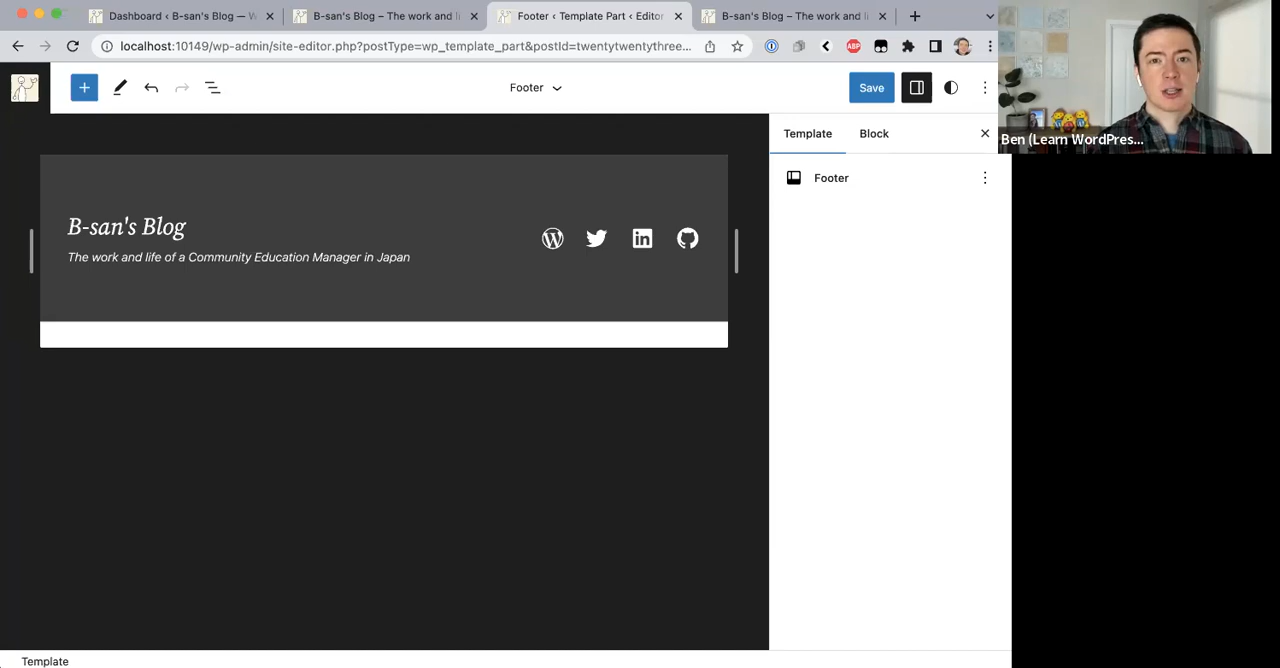 Dashboard ‹ B-san's Blog — W
B-san's Blog – The work and li
Footer ‹ Template Part ‹ Editor
B-san's Blog – The work and li
localhost:10149/wp-admin/site-editor.php?postType=wp_template_part&postId=twentytwentythree...
ABP
Footer
Save
Ben (Learn WordPres...
Template
Block
Footer
B-san's Blog
The work and life of a Community Education Manager in Japan
Template